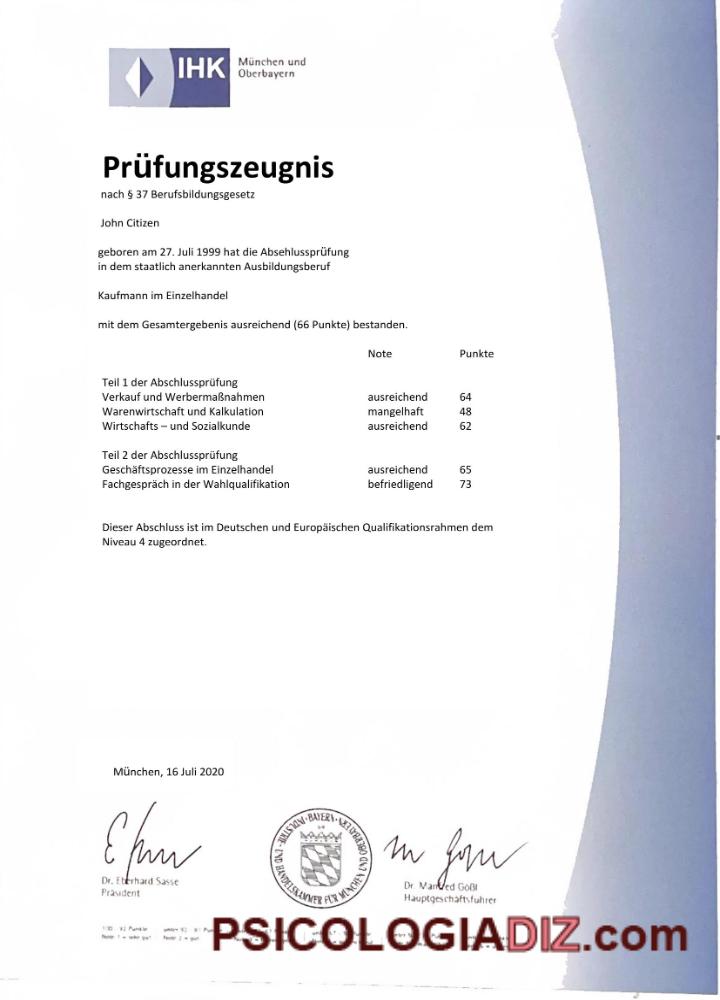 IHK
München und
Oberbayern
Prüfungszeugnis
nach § 37 Berufsbildungsgesetz
John Citizen
geboren am 27. Juli 1999 hat die Absehlussprüfung
in dem staatlich anerkannten Ausbildungsberuf
Kaufmann im Einzelhandel
mit dem Gesamtergebenis ausreichend (66 Punkte) bestanden.
Note Punkte
Teil 1 der Abschlussprüfung
Verkauf und Werbermaßnahmen ausreichend 64
Warenwirtschaft und Kalkulation mangelhaft 48
Wirtschafts – und Sozialkunde ausreichend 62
Teil 2 der Abschlussprüfung
Geschäftsprozesse im Einzelhandel ausreichend 65
Fachgespräch in der Wahlqualifikation befriedigend 73
Dieser Abschluss ist im Deutschen und Europäischen Qualifikationsrahmen dem
Niveau 4 zugeordnet.
München, 16 Juli 2020
INDUSTRIE- UND HANDELSKAMMER FÜR MÜNCHEN UND OBERBAYERN · BAYERN ·
Dr. Eberhard Sasse
Präsident
Dr. Manfred Gößl
Hauptgeschäftsführer
PSICOLOGIADIZ.com